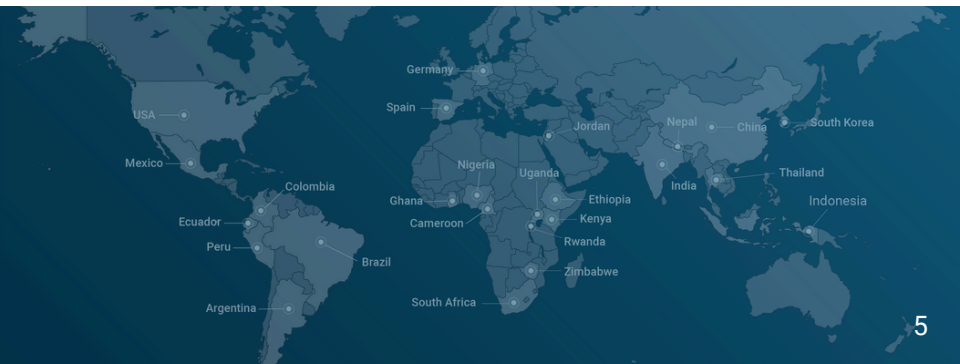 Germany
Spain
USA
Mexico
Jordan
Nepal
China
South Korea
Nigeria
Uganda
Thailand
Colombia
India
Ghana
Ethiopia
Indonesia
Ecuador
Cameroon
Kenya
Peru
Rwanda
Brazil
Zimbabwe
Argentina
South Africa
5